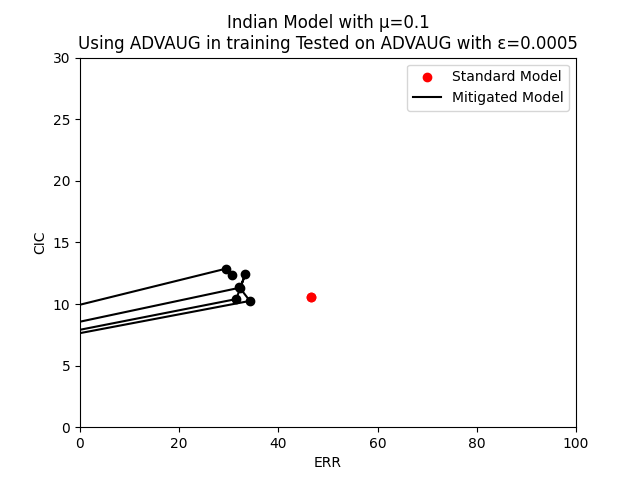 Indian Model with μ=0.1
Using ADVAUG in training Tested on ADVAUG with ε=0.0005
Standard Model
Mitigated Model
30
25
20
15
10
5
0
CIC
0 20 40 60 80 100
ERR